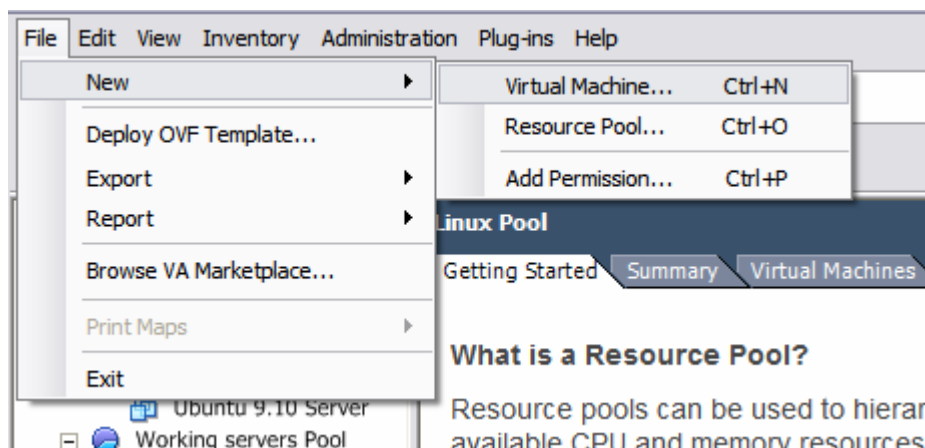 File Edit View Inventory Administration Plug-ins Help
New
Virtual Machine... Ctrl+N
Deploy OVF Template...
Resource Pool... Ctrl+O
Export
Add Permission... Ctrl+P
Report
Linux Pool
Browse VA Marketplace...
Getting Started Summary Virtual Machines
Print Maps
What is a Resource Pool?
Exit
Ubuntu 9.10 Server
Resource pools can be used to hierar
Working servers Pool
available CPU and memory resources